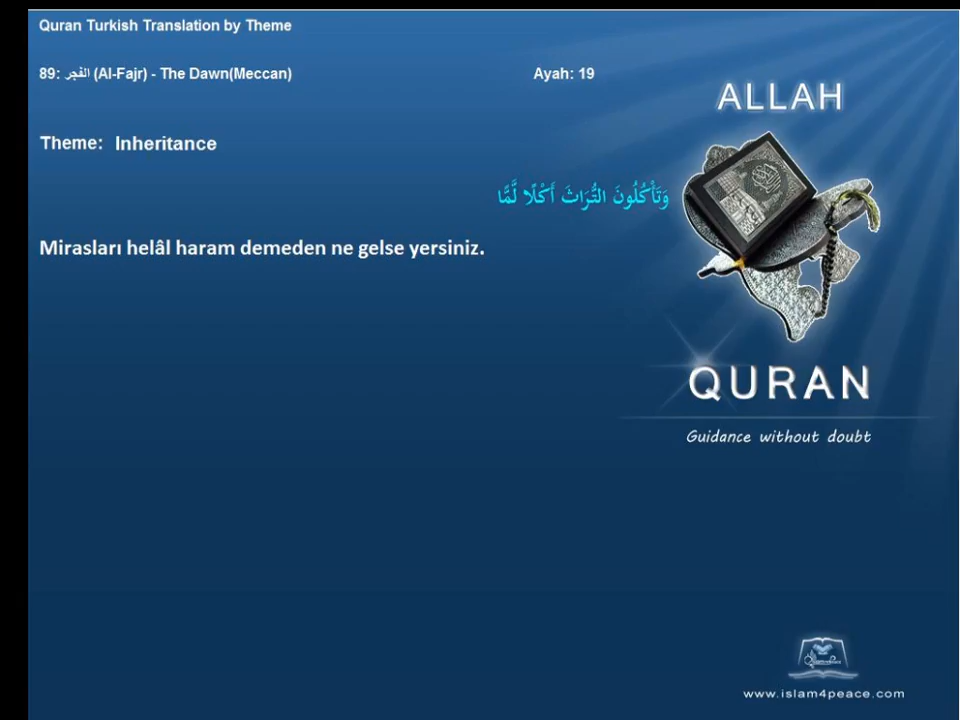 Quran Turkish Translation by Theme
89: الفجر (Al-Fajr) - The Dawn(Meccan)
Ayah: 19
ALLAH
Theme: Inheritance
وَتَأْكُلُونَ التُّرَاثَ أَكْلًا لَّمًّا
Mirasları helâl haram demeden ne gelse yersiniz.
QURAN
Guidance without doubt
www.islam4peace.com